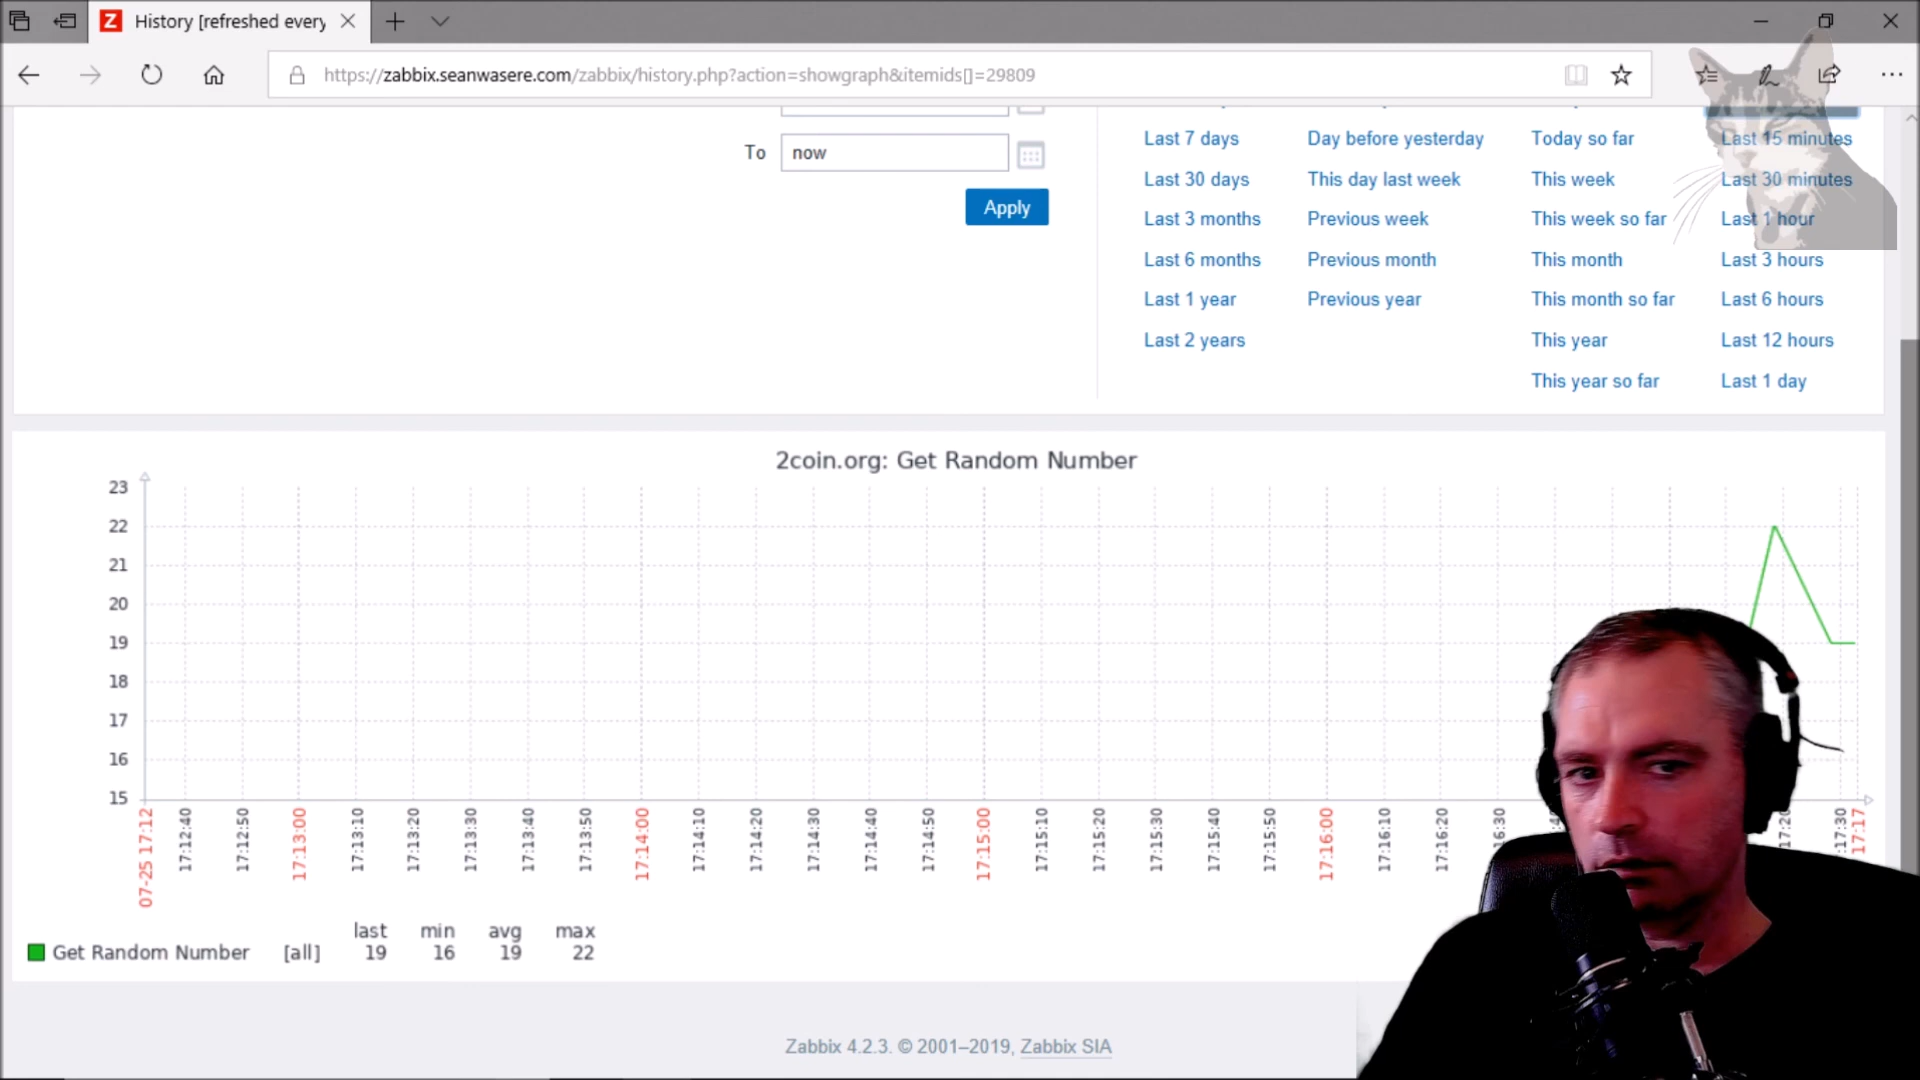 History [refreshed every
https://zabbix.seanwasere.com/zabbix/history.php?action=showgraph&itemids[]=29809
To now
Apply
Last 7 days Day before yesterday Today so far Last 15 minutes
Last 30 days This day last week This week Last 30 minutes
Last 3 months Previous week This week so far Last 1 hour
Last 6 months Previous month This month Last 3 hours
Last 1 year Previous year This month so far Last 6 hours
Last 2 years This year Last 12 hours
This year so far Last 1 day
2coin.org: Get Random Number
23
22
21
20
19
18
17
16
15
07-25 17:12 17:12:40 17:12:50 17:13:00 17:13:10 17:13:20 17:13:30 17:13:40 17:13:50 17:14:00 17:14:10 17:14:20 17:14:30 17:14:40 17:14:50 17:15:00 17:15:10 17:15:20 17:15:30 17:15:40 17:15:50 17:16:00 17:16:10 17:16:20 17:17
last min avg max
Get Random Number [all] 19 16 19 22
Zabbix 4.2.3. © 2001–2019, Zabbix SIA